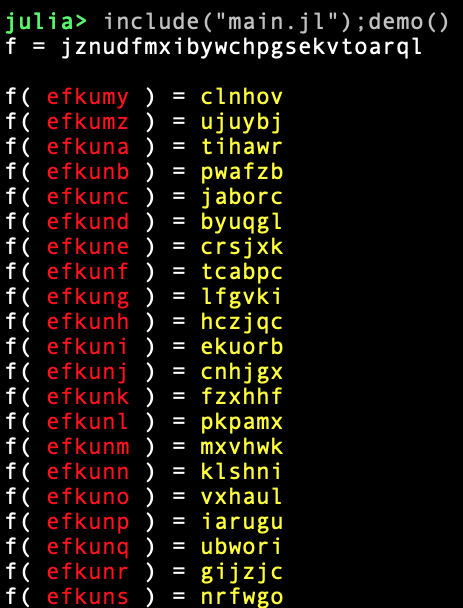 julia> include("main.jl");demo()
f = jznudfmxibywchpgsekvtoarql
f( efkumy ) = clnhov
f( efkumz ) = ujuybj
f( efkuna ) = tihawr
f( efkunb ) = pwafzb
f( efkunc ) = jaborc
f( efkund ) = byuqgl
f( efkune ) = crsjxk
f( efkunf ) = tcabpc
f( efkung ) = lfgvki
f( efkunh ) = hczjqc
f( efkuni ) = ekuorb
f( efkunj ) = cnhjgx
f( efkunk ) = fzxhhf
f( efkunl ) = pkpamx
f( efkunm ) = mxvhwk
f( efkunn ) = klshni
f( efkuno ) = vxhaul
f( efkunp ) = iarugu
f( efkunq ) = ubwori
f( efkunr ) = gijzjc
f( efkuns ) = nrfwgo